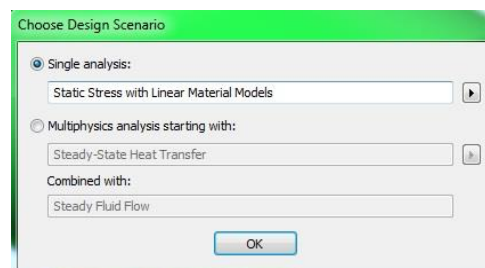 Choose Design Scenario
Single analysis:
Static Stress with Linear Material Models
Multiphysics analysis starting with:
Steady-State Heat Transfer
Combined with:
Steady Fluid Flow
OK